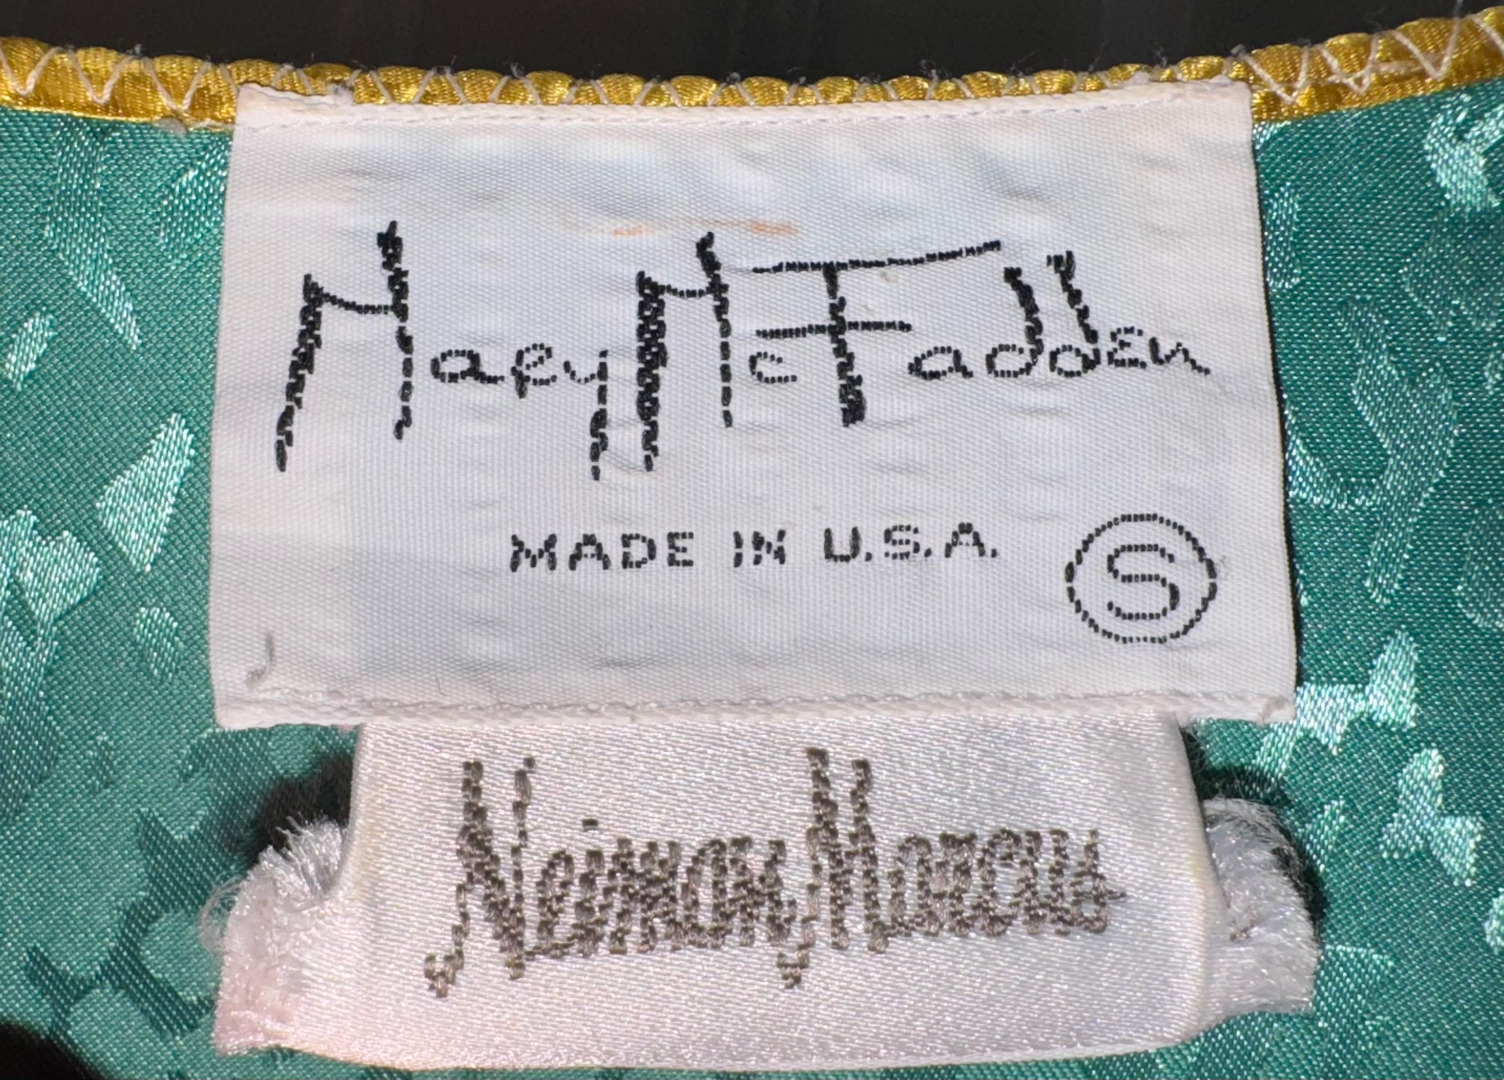 Mary McFadden
MADE IN U.S.A.
S
Neiman Marcus